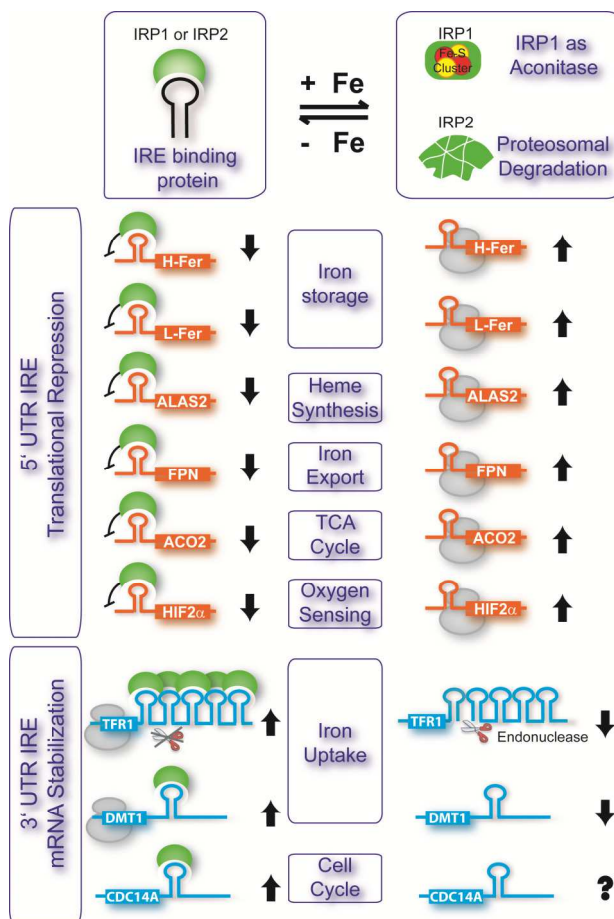 IRP1 or IRP2
IRE binding
protein
+ Fe
- Fe
IRP1
Fe-S
Cluster
IRP1 as
Aconitase
IRP2
Proteosomal
Degradation
5' UTR IRE
Translational Repression
H-Fer
Iron
storage
H-Fer
L-Fer
L-Fer
ALAS2
Heme
Synthesis
ALAS2
FPN
Iron
Export
FPN
ACO2
TCA
Cycle
ACO2
HIF2α
Oxygen
Sensing
HIF2α
3' UTR IRE
mRNA Stabilization
TFR1
Iron
Uptake
TFR1
Endonuclease
DMT1
DMT1
CDC14A
Cell
Cycle
CDC14A
?